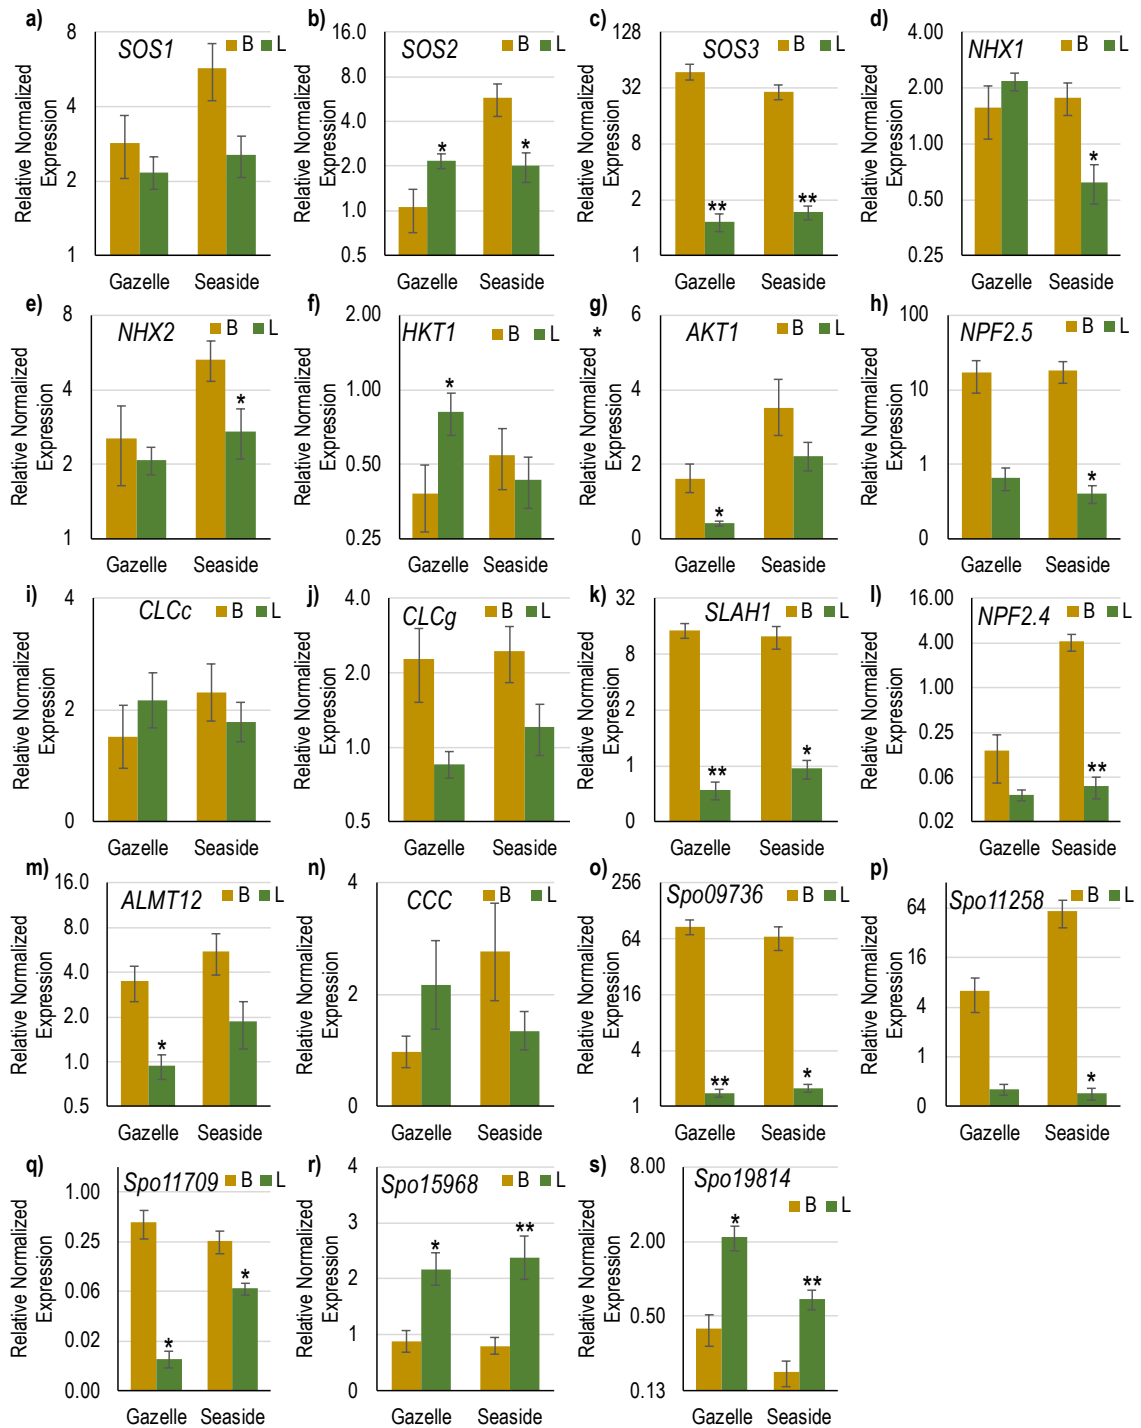 a)
SOS1
B L
8
4
2
1
Relative Normalized
Expression
Gazelle Seaside
b)
SOS2
B L
16.0
8.0
4.0
2.0
1.0
0.5
Relative Normalized
Expression
*
*
Gazelle Seaside
c)
SOS3
B L
128
32
8
2
1
Relative Normalized
Expression
**
**
Gazelle Seaside
d)
NHX1
B L
4.00
2.00
1.00
0.50
0.25
Relative Normalized
Expression
*
Gazelle Seaside
e)
NHX2
B L
8
4
2
1
Relative Normalized
Expression
*
Gazelle Seaside
f)
HKT1
B L
2.00
1.00
0.50
0.25
Relative Normalized
Expression
*
Gazelle Seaside
g)
*
AKT1
B L
6
4
2
0
Relative Normalized
Expression
*
Gazelle Seaside
h)
NPF2.5
B L
100
10
1
0
Relative Normalized
Expression
*
Gazelle Seaside
i)
CLCc
B L
4
2
0
Relative Normalized
Expression
Gazelle Seaside
j)
CLCg
B L
4.0
2.0
1.0
0.5
Relative Normalized
Expression
Gazelle Seaside
k)
SLAH1
B L
32
8
2
1
0
Relative Normalized
Expression
**
*
Gazelle Seaside
l)
NPF2.4
B L
16.00
4.00
1.00
0.25
0.06
0.02
Relative Normalized
Expression
**
Gazelle Seaside
m)
ALMT12
B L
16.0
8.0
4.0
2.0
1.0
0.5
Relative Normalized
Expression
*
Gazelle Seaside
n)
CCC
B L
4
2
0
Relative Normalized
Expression
Gazelle Seaside
o)
Spo09736
B L
256
64
16
4
1
Relative Normalized
Expression
**
*
Gazelle Seaside
p)
Spo11258
B L
64
16
4
1
0
Relative Normalized
Expression
*
Gazelle Seaside
q)
Spo11709
B L
1.00
0.25
0.06
0.02
0.00
Relative Normalized
Expression
*
*
Gazelle Seaside
r)
Spo15968
B L
4
3
2
1
0
Relative Normalized
Expression
*
**
Gazelle Seaside
s)
Spo19814
B L
8.00
2.00
0.50
0.13
Relative Normalized
Expression
*
**
Gazelle Seaside